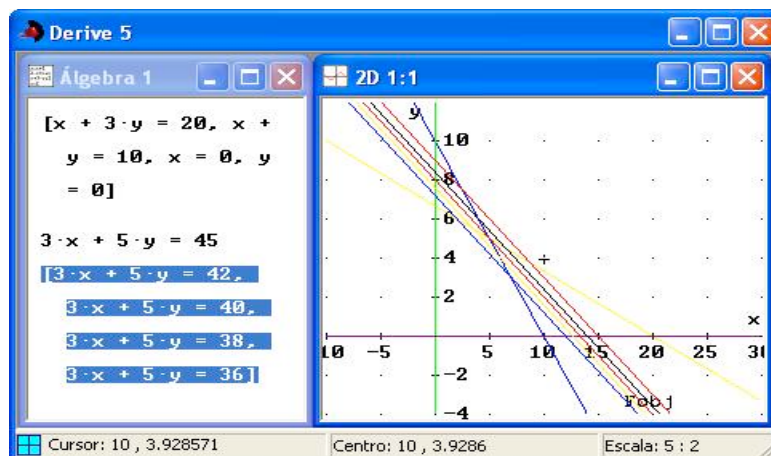 Derive 5
Álgebra 1
[x + 3·y = 20, x +
y = 10, x = 0, y
= 0]
3·x + 5·y = 45
[3·x + 5·y = 42,
3·x + 5·y = 40,
3·x + 5·y = 38,
3·x + 5·y = 36]
2D 1:1
y
10
8
6
4
2
x
10 -5 5 10 15 20 25 30
-2
-4
Fobj
Cursor: 10 , 3.928571
Centro: 10 , 3.9286
Escala: 5 : 2